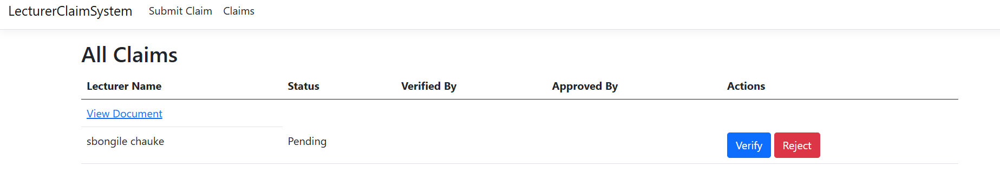 LecturerClaimSystem Submit Claim Claims
All Claims
Lecturer Name Status Verified By Approved By Actions
View Document
sbongile chauke Pending Verify Reject